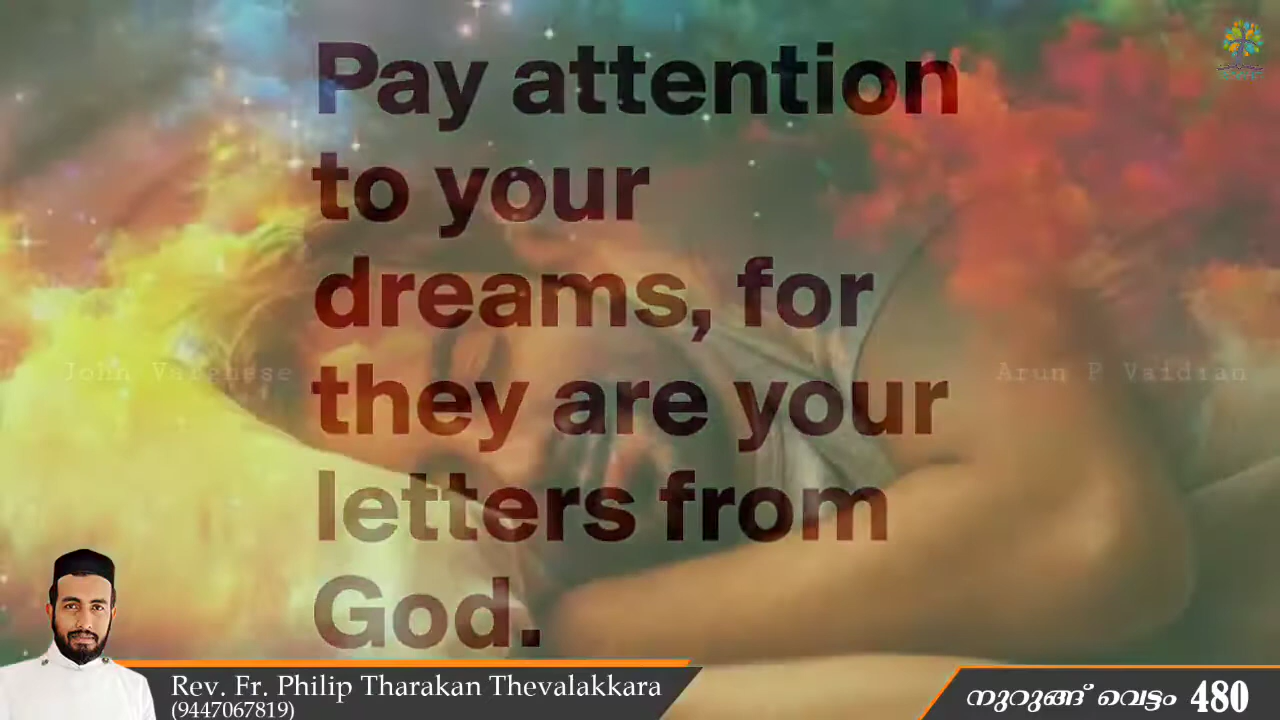 Pay attention
to your
dreams, for
John Varghese
Arun P Vaidian
they are your
letters from
God.
Rev. Fr. Philip Tharakan Thevalakkara
(9447067819)
നുറുങ്ങ് വെട്ടം 480